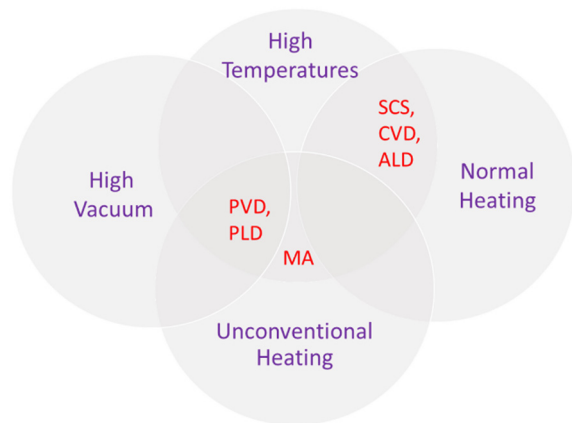 High
Temperatures
SCS,
CVD,
ALD
High
Vacuum
Normal
Heating
PVD,
PLD
MA
Unconventional
Heating